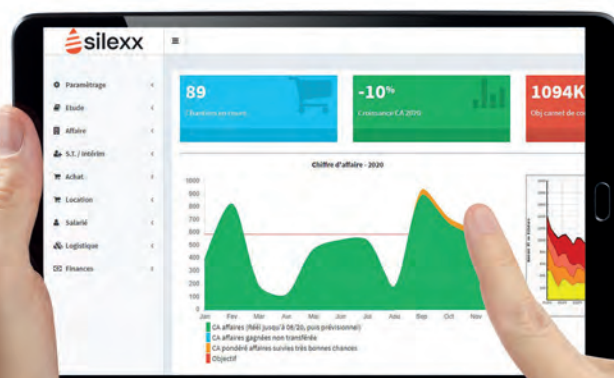 silexx
Paramétrage
Etude
Affaire
S.T. / Intérim
Achat
Location
Salarié
Logistique
Finances
89
Chantiers en cours
-10%
Croissance CA 2020
1094K
Obj carnet de co
Chiffre d'affaire - 2020
1000
900
800
700
600
500
400
300
200
100
0
Jan Fev Mar Avr Mai Jun Jul Aou Sep Oct Nov
CA affaires (Réél jusqu'à 06/20, puis prévisionnel)
CA affaires gagnées non transférée
CA pondéré affaires suivies très bonnes chances
Objectif